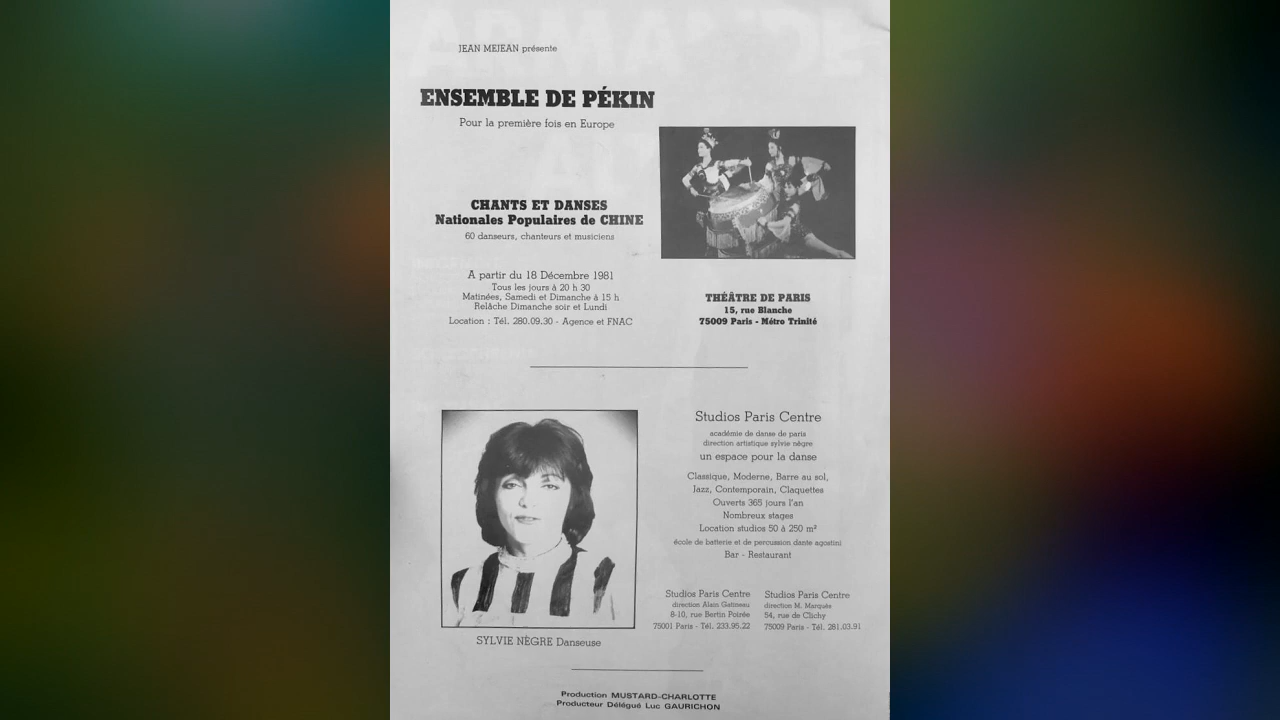 JEAN MEJEAN présente
ENSEMBLE DE PÉKIN
Pour la première fois en Europe
CHANTS ET DANSES
Nationales Populaires de CHINE
60 danseurs, chanteurs et musiciens
A partir du 18 Décembre 1981
Tous les jours à 20 h 30
Matinées, Samedi et Dimanche à 15 h
Relâche Dimanche soir et Lundi
Location : Tél. 280.09.30 - Agence et FNAC
THÉÂTRE DE PARIS
15, rue Blanche
75009 Paris - Métro Trinité
SYLVIE NÈGRE Danseuse
Studios Paris Centre
académie de danse de paris
direction artistique sylvie nègre
un espace pour la danse
Classique, Moderne, Barre au sol,
Jazz, Contemporain, Claquettes
Ouverts 365 jours l'an
Nombreux stages
Location studios 50 à 250 m²
école de batterie et de percussion dante agostini
Bar - Restaurant
Studios Paris Centre
direction Alain Gatineau
8-10, rue Bertin Poirée
75001 Paris - Tél. 233.95.22
Studios Paris Centre
direction M. Marquès
54, rue de Clichy
75009 Paris - Tél. 281.03.91
Production MUSTARD-CHARLOTTE
Producteur Délégué Luc GAURICHON